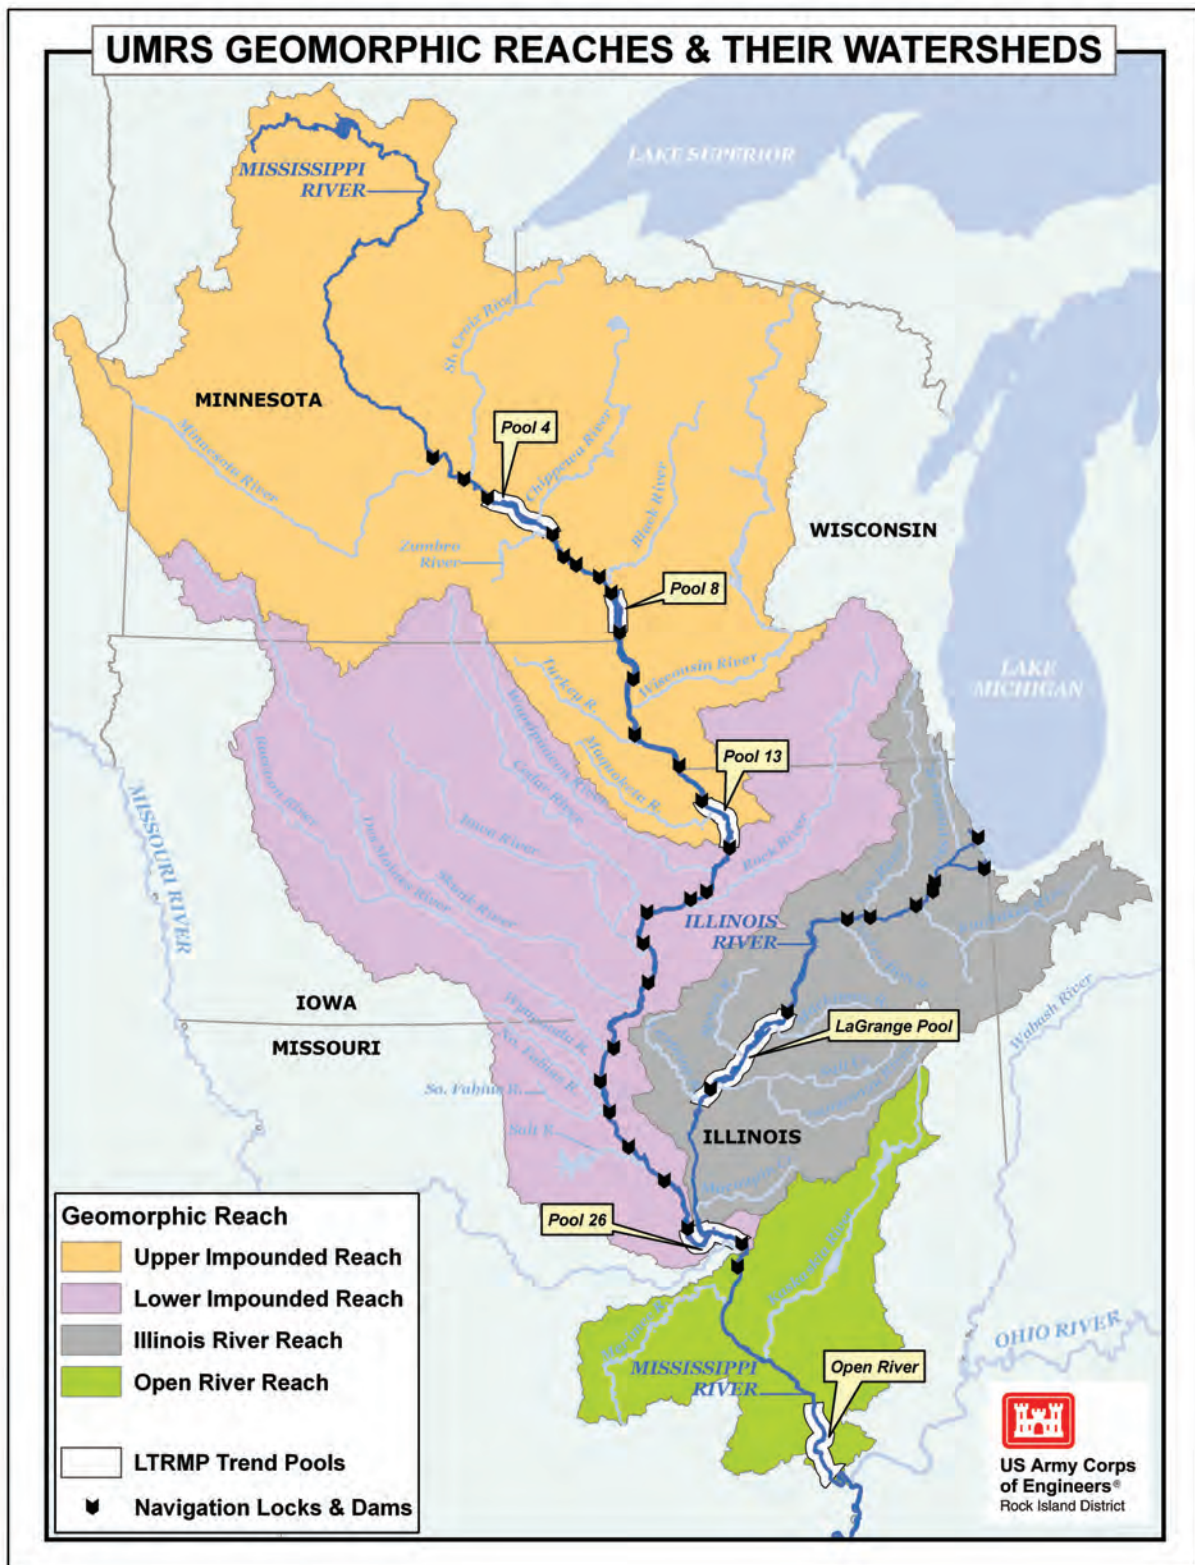 UMRS GEOMORPHIC REACHES & THEIR WATERSHEDS
LAKE SUPERIOR
MISSISSIPPI
RIVER
St. Croix River
MINNESOTA
Minnesota River
Pool 4
Chippewa River
Black River
WISCONSIN
Zumbro
River
Pool 8
Wisconsin River
LAKE
MICHIGAN
Turkey R.
Wapsipinicon River
Maquoketa R.
Cedar River
Pool 13
Raccoon River
MISSOURI RIVER
Des Moines River
Iowa River
Skunk River
Rock River
ILLINOIS
RIVER
IOWA
MISSOURI
LaGrange Pool
Wabash River
So. Fabius R.
Salt R.
ILLINOIS
Pool 26
Kaskaskia River
Meramec R.
MISSISSIPPI
RIVER
Open River
OHIO RIVER
Geomorphic Reach
Upper Impounded Reach
Lower Impounded Reach
Illinois River Reach
Open River Reach
LTRMP Trend Pools
Navigation Locks & Dams
US Army Corps
of Engineers®
Rock Island District